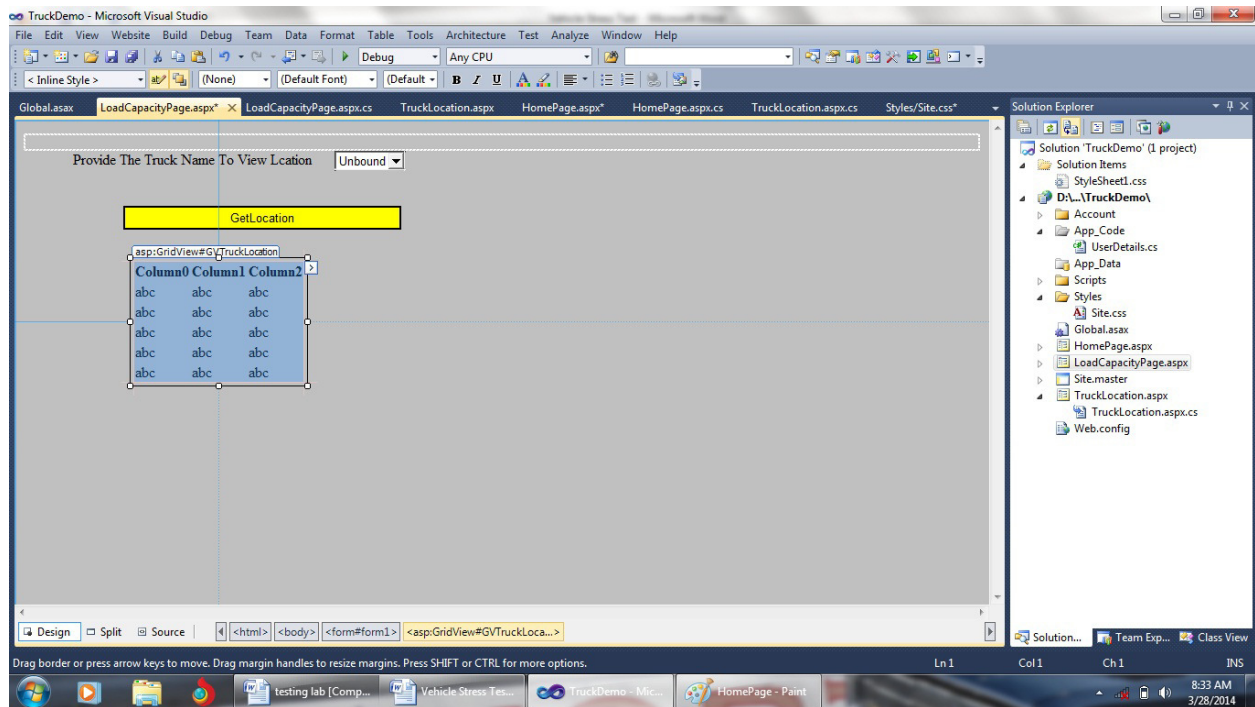 TruckDemo - Microsoft Visual Studio
File Edit View Website Build Debug Team Data Format Table Tools Architecture Test Analyze Window Help
Debug Any CPU
< Inline Style > (None) (Default Font) (Default B I U
Global.asax LoadCapacityPage.aspx* LoadCapacityPage.aspx.cs TruckLocation.aspx HomePage.aspx* HomePage.aspx.cs TruckLocation.aspx.cs Styles/Site.css*
Provide The Truck Name To View Lcation Unbound
GetLocation
asp:GridView#GVTruckLocation
Column0 Column1 Column2
abc abc abc
abc abc abc
abc abc abc
abc abc abc
abc abc abc
Solution Explorer
Solution 'TruckDemo' (1 project)
Solution Items
StyleSheet1.css
D:\...\TruckDemo\
Account
App_Code
UserDetails.cs
App_Data
Scripts
Styles
Site.css
Global.asax
HomePage.aspx
LoadCapacityPage.aspx
Site.master
TruckLocation.aspx
TruckLocation.aspx.cs
Web.config
Design Split Source <html> <body> <form#form1> <asp:GridView#GVTruckLoca...>
Solution... Team Exp... Class View
Drag border or press arrow keys to move. Drag margin handles to resize margins. Press SHIFT or CTRL for more options. Ln 1 Col 1 Ch 1 INS
testing lab [Comp... Vehicle Stress Tes... TruckDemo - Mic... HomePage - Paint
8:33 AM
3/28/2014